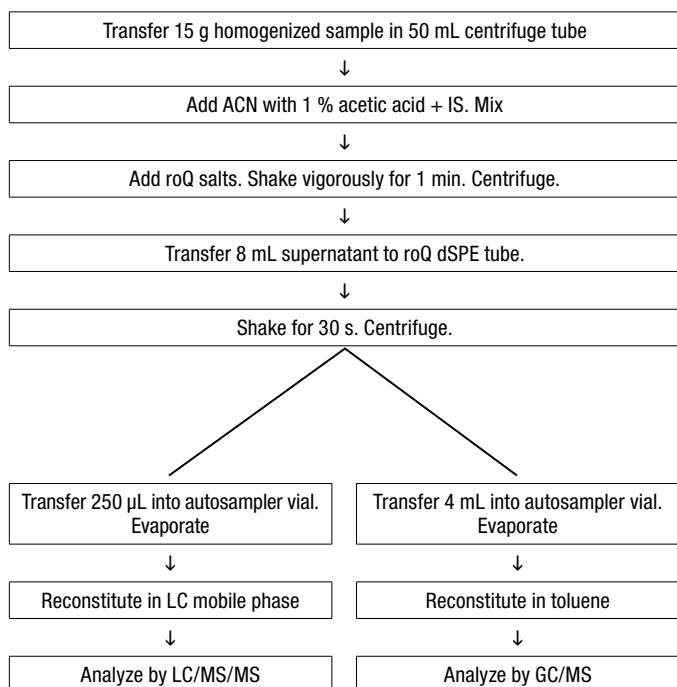 Transfer 15 g homogenized sample in 50 mL centrifuge tube
↓
Add ACN with 1 % acetic acid + IS. Mix
↓
Add roQ salts. Shake vigorously for 1 min. Centrifuge.
↓
Transfer 8 mL supernatant to roQ dSPE tube.
↓
Shake for 30 s. Centrifuge.
Transfer 250 µL into autosampler vial.
Evaporate
↓
Reconstitute in LC mobile phase
↓
Analyze by LC/MS/MS
Transfer 4 mL into autosampler vial.
Evaporate
↓
Reconstitute in toluene
↓
Analyze by GC/MS